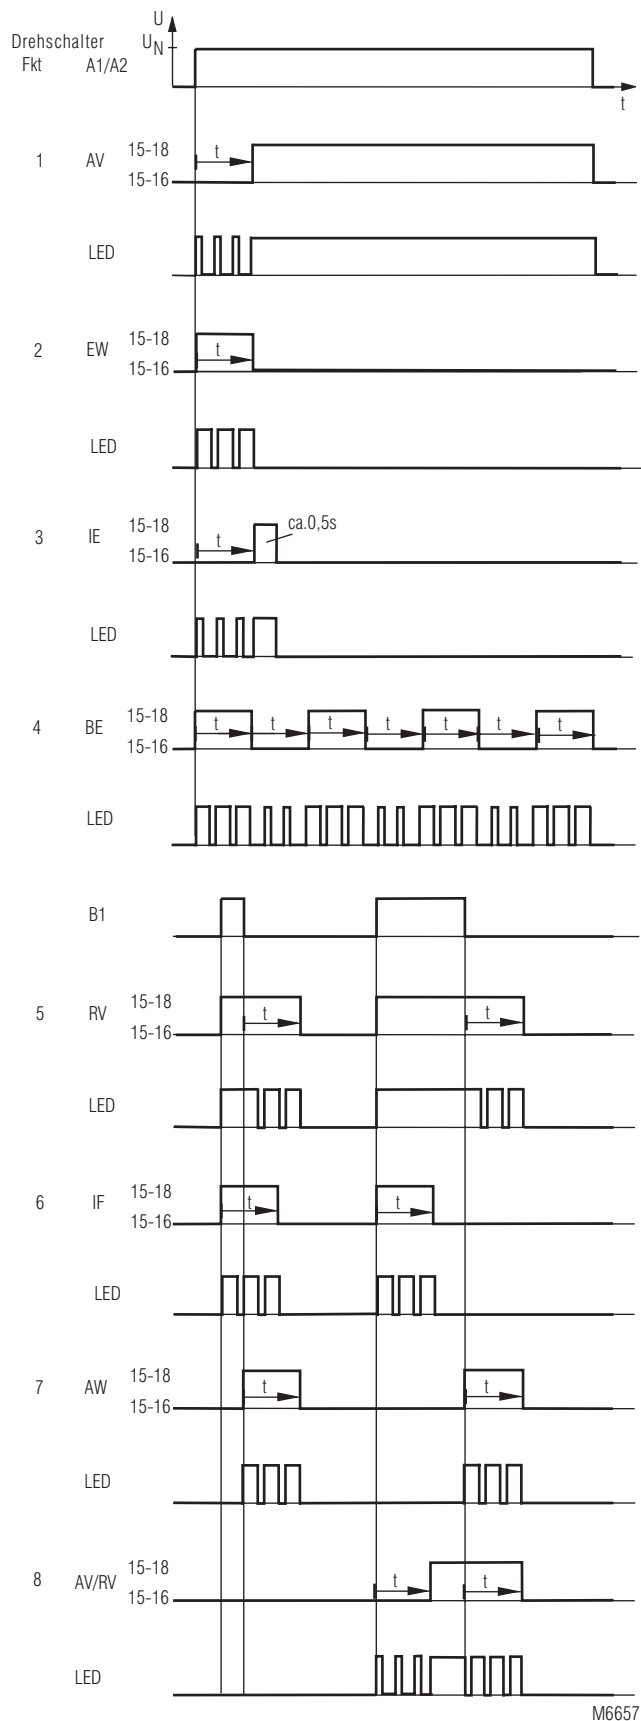 U
Drehschalter UN
Fkt A1/A2
t
15-18 t
1 AV
15-16
LED
15-18
2 EW t
15-16
LED
15-18 ca.0,5s
3 IE t
15-16
LED
15-18
4 BE t t t t t t t
15-16
LED
B1
15-18
5 RV t t
15-16
LED
15-18
6 IF t t
15-16
LED
15-18
7 AW t t
15-16
LED
15-18
8 AV/RV t t
15-16
LED
M6657